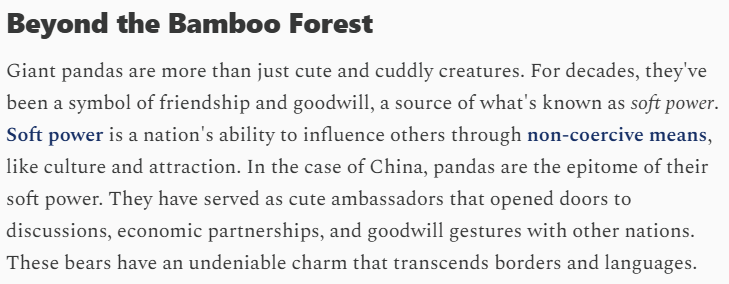 Beyond the Bamboo Forest
Giant pandas are more than just cute and cuddly creatures. For decades, they've
been a symbol of friendship and goodwill, a source of what's known as soft power.
Soft power is a nation's ability to influence others through non-coercive means,
like culture and attraction. In the case of China, pandas are the epitome of their
soft power. They have served as cute ambassadors that opened doors to
discussions, economic partnerships, and goodwill gestures with other nations.
These bears have an undeniable charm that transcends borders and languages.